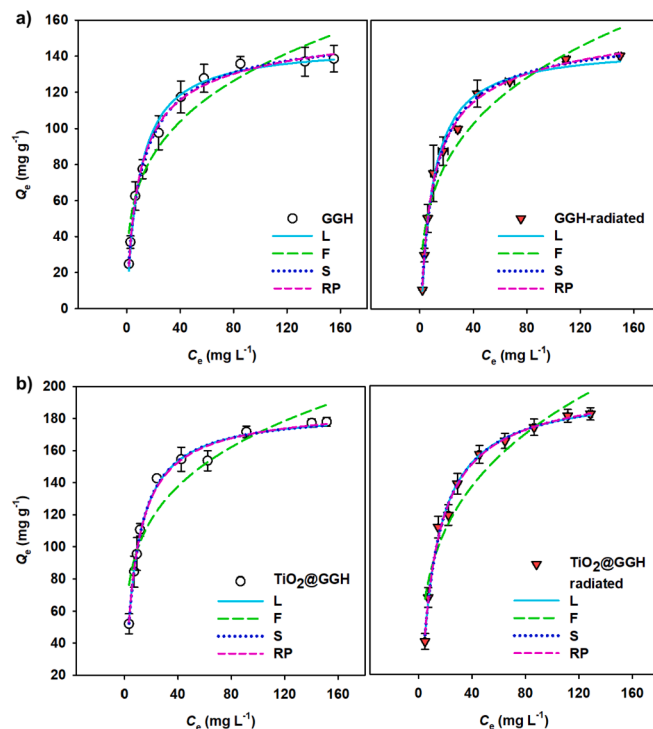 a)
160
140
120
100
80
60
40
20
0
Qe (mg g-1)
GGH
L
F
S
RP
0 40 80 120 160
Ce (mg L-1)
GGH-radiated
L
F
S
RP
0 40 80 120 160
Ce (mg L-1)
b)
200
180
160
140
120
100
80
60
40
20
Qe (mg g-1)
TiO2@GGH
L
F
S
RP
0 40 80 120 160
Ce (mg L-1)
TiO2@GGH
radiated
L
F
S
RP
0 40 80 120 160
Ce (mg L-1)